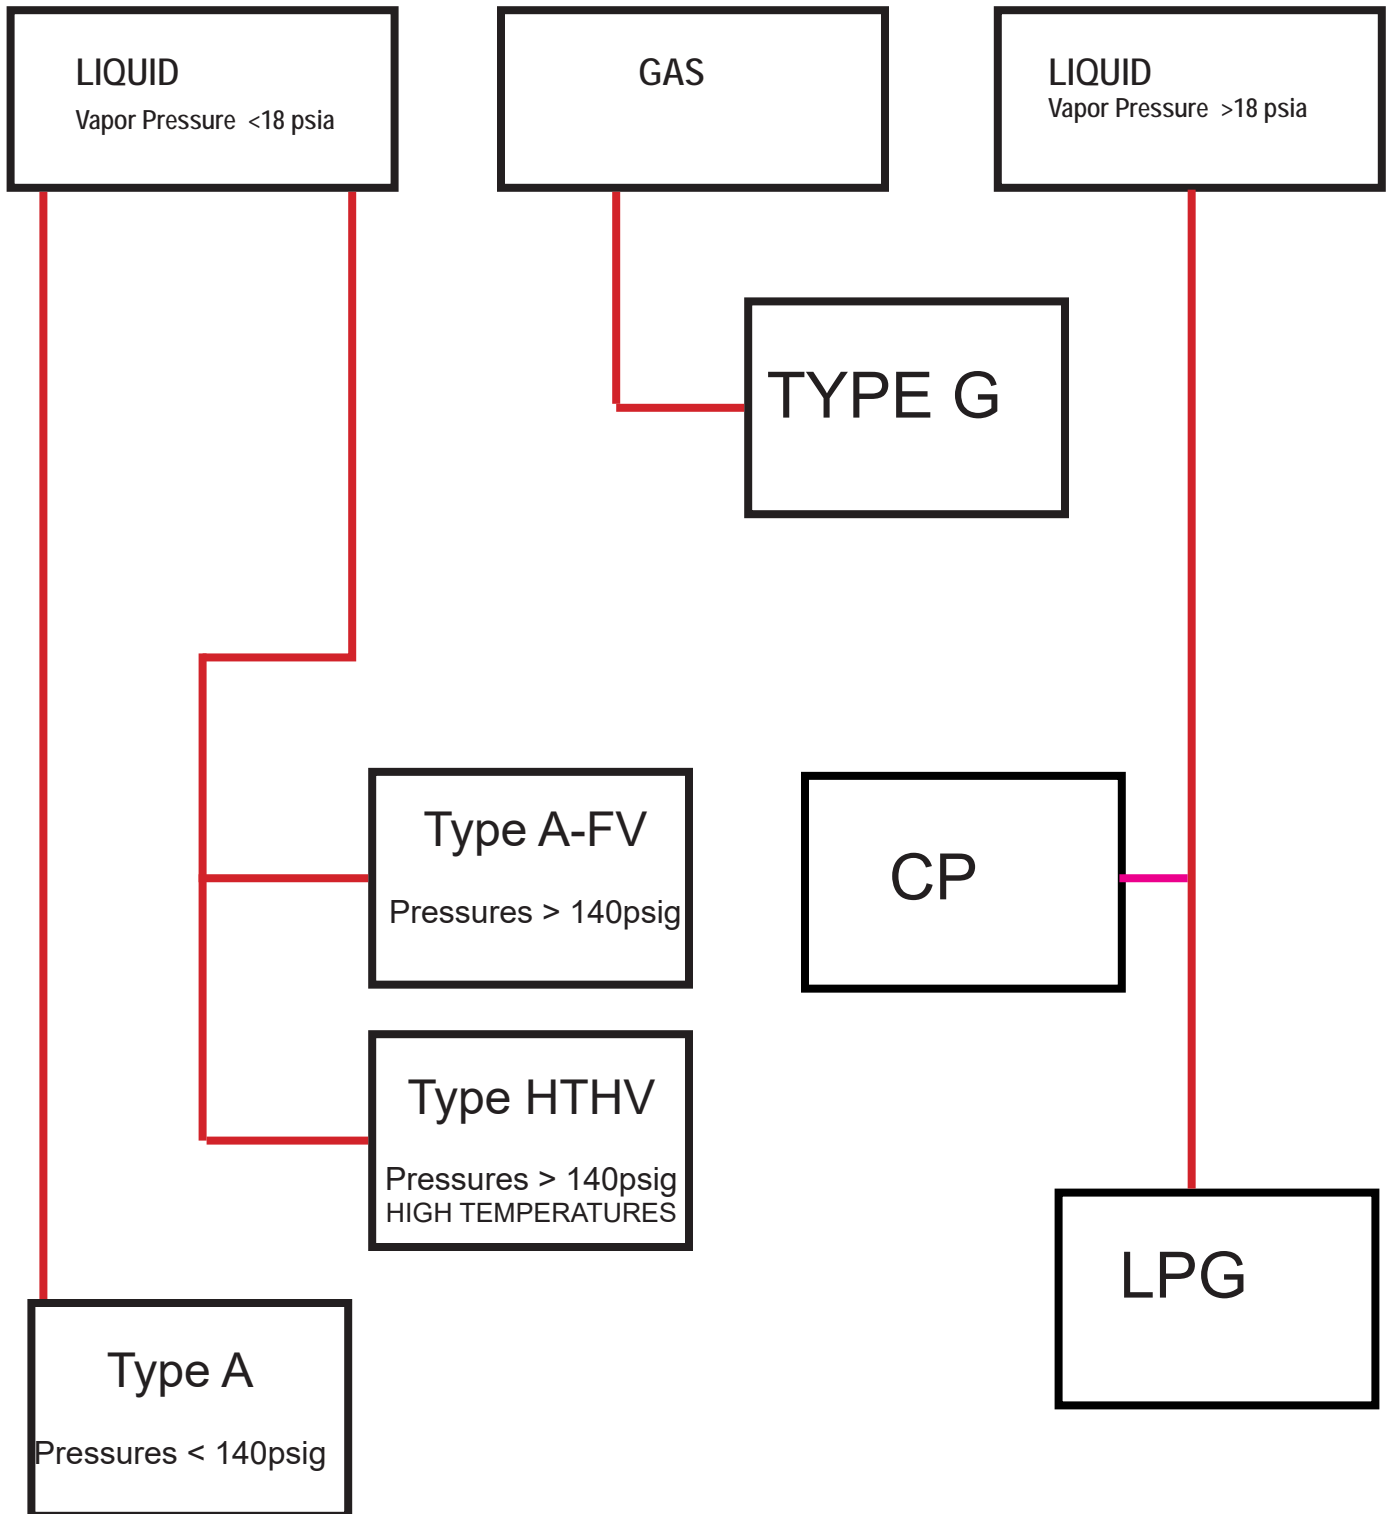 LIQUID
Vapor Pressure <18 psia
GAS
LIQUID
Vapor Pressure >18 psia
TYPE G
Type A-FV
Pressures > 140psig
CP
Type HTHV
Pressures > 140psig
HIGH TEMPERATURES
LPG
Type A
Pressures < 140psig